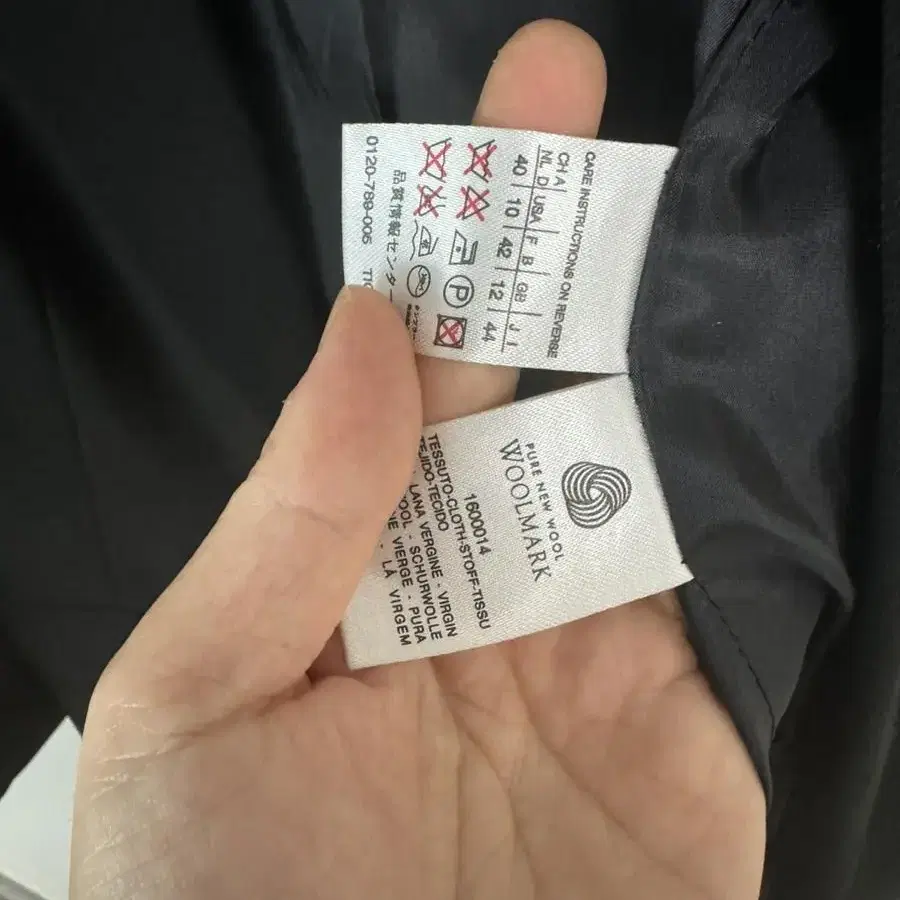 CARE INSTRUCTIONS ON REVERSE
CH A
NL D USA F B GB J I
40 10 42 12 44
P
品質情報センター
0120-789-005
PURE NEW WOOL
WOOLMARK
1600014
TESSUTO-CLOTH-STOFF-TISSU
TEJIDO-TECIDO
LANA VERGINE - VIRGIN
WOOL - SCHURWOLLE
VIERGE - PURA
- LÃ VIRGEM